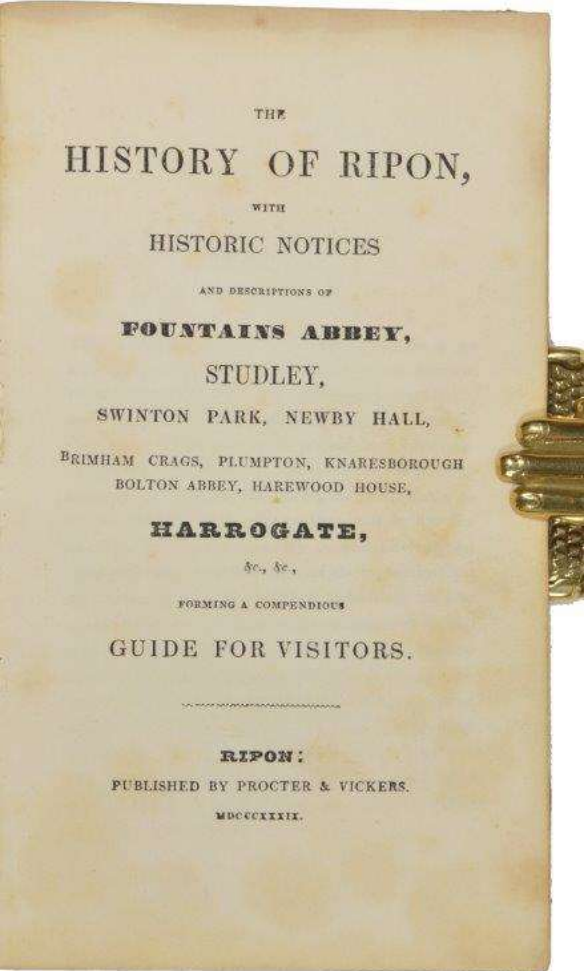 THE
HISTORY OF RIPON,
WITH
HISTORIC NOTICES
AND DESCRIPTIONS OF
FOUNTAINS ABBEY,
STUDLEY,
SWINTON PARK, NEWBY HALL,
BRIMHAM CRAGS, PLUMPTON, KNARESBOROUGH
BOLTON ABBEY, HAREWOOD HOUSE,
HARROGATE,
&c., &c.,
FORMING A COMPENDIOUS
GUIDE FOR VISITORS.
RIPON:
PUBLISHED BY PROCTER & VICKERS.
MDCCCXXXIX.